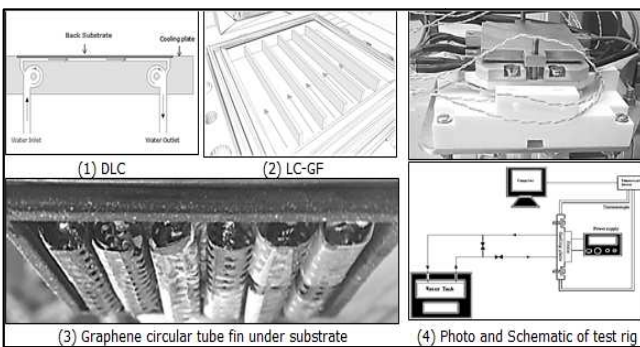 Back Substrate
Cooling plate
Water Inlet
Water Outlet
(1) DLC
(2) LC-GF
(3) Graphene circular tube fin under substrate
Power supply
Water Tank
(4) Photo and Schematic of test rig